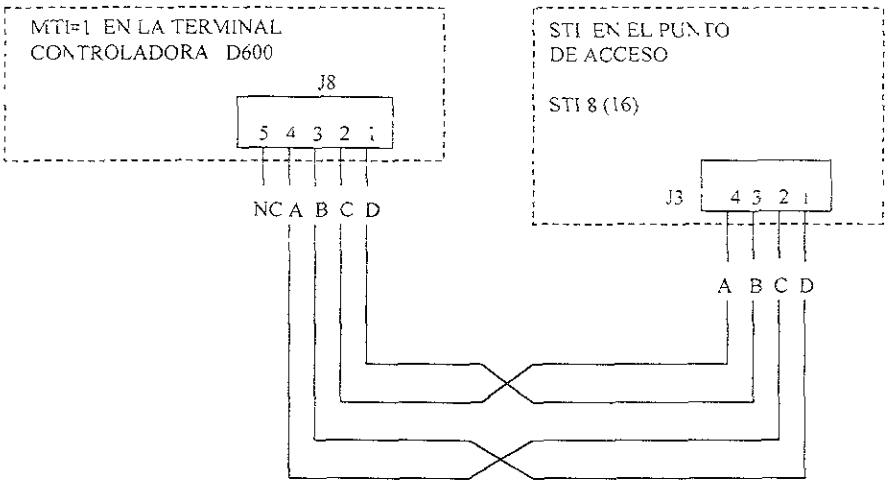 MTI=1 EN LA TERMINAL
CONTROLADORA D600
J8
5 4 3 2 1
NC A B C D
STI EN EL PUNTO
DE ACCESO
STI 8 (16)
J3
4 3 2 1
A B C D